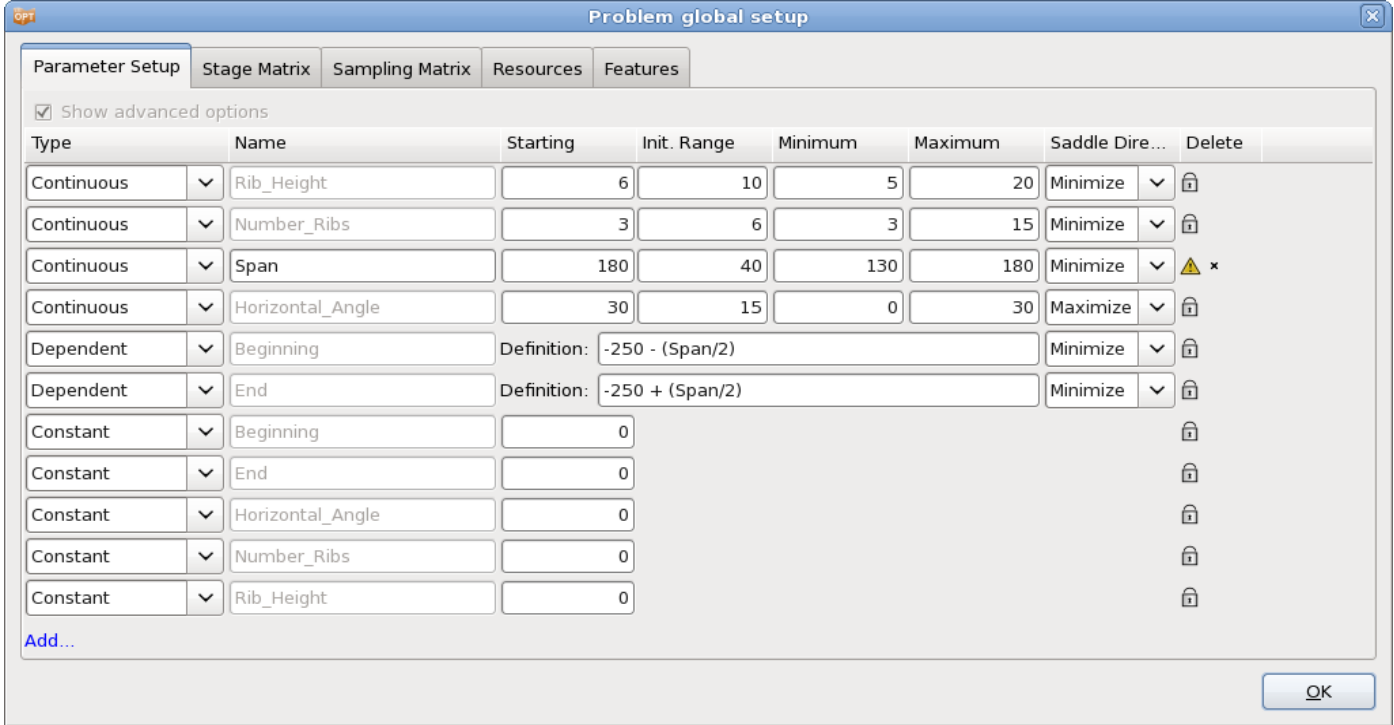 OPT Problem global setup
Parameter Setup Stage Matrix Sampling Matrix Resources Features
Show advanced options
Type Name Starting Init. Range Minimum Maximum Saddle Dire... Delete
Continuous Rib_Height 6 10 5 20 Minimize
Continuous Number_Ribs 3 6 3 15 Minimize
Continuous Span 180 40 130 180 Minimize
Continuous Horizontal_Angle 30 15 0 30 Maximize
Dependent Beginning Definition: -250 - (Span/2) Minimize
Dependent End Definition: -250 + (Span/2) Minimize
Constant Beginning 0
Constant End 0
Constant Horizontal_Angle 0
Constant Number_Ribs 0
Constant Rib_Height 0
Add...
OK